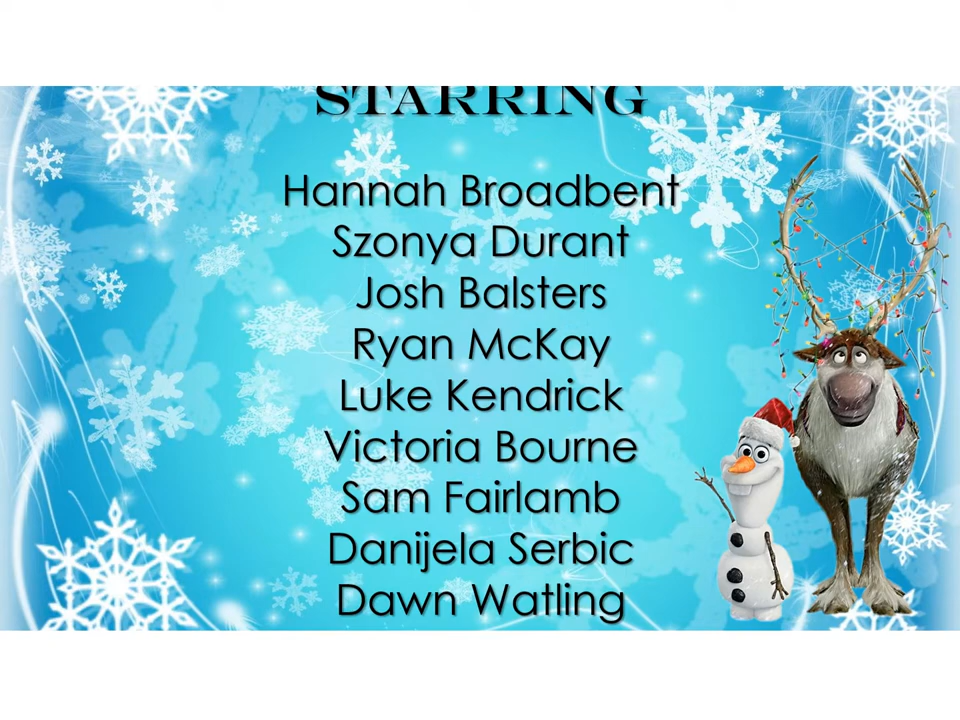 STARRING
Hannah Broadbent
Szonya Durant
Josh Balsters
Ryan McKay
Luke Kendrick
Victoria Bourne
Sam Fairlamb
Danijela Serbic
Dawn Watling